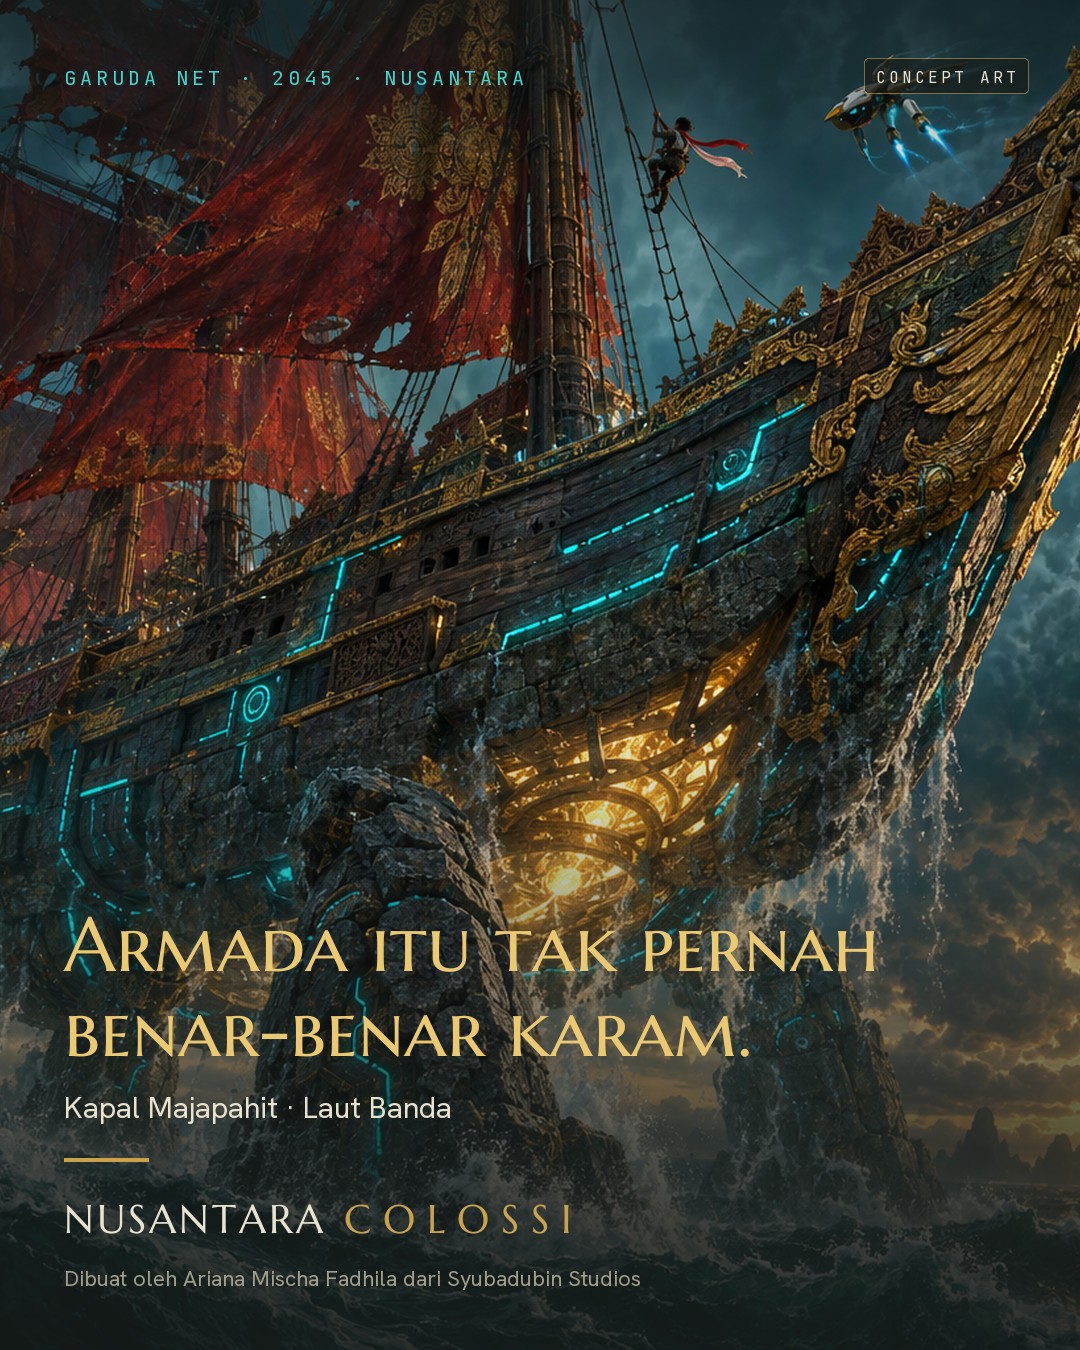 GARUDA NET · 2045 · NUSANTARA
CONCEPT ART
ARMADA ITU TAK PERNAH
BENAR-BENAR KARAM.
Kapal Majapahit · Laut Banda
NUSANTARA COLOSSI
Dibuat oleh Ariana Mischa Fadhila dari Syubadubin Studios